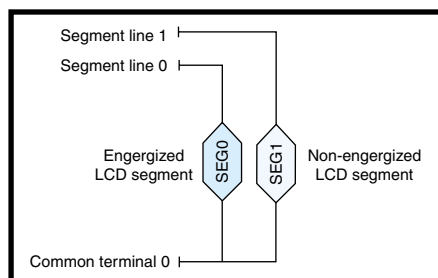 Segment line 1
Segment line 0
Engergized
LCD segment
SEG0
SEG1
Non-engergized
LCD segment
Common terminal 0